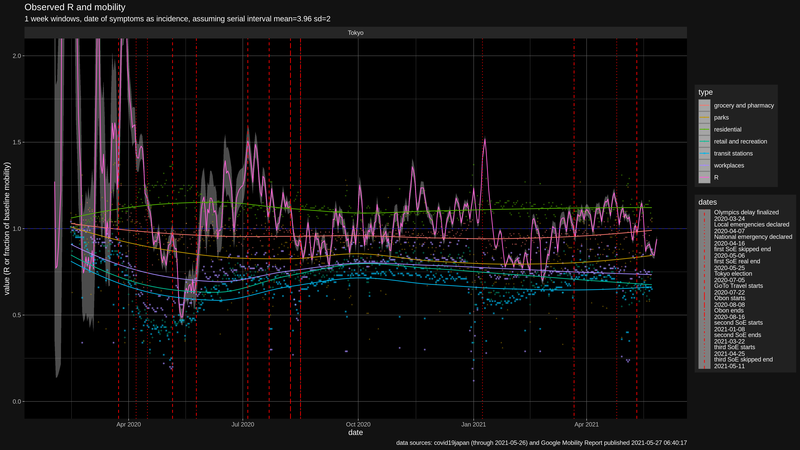 Observed R and mobility
1 week windows, date of symptoms as incidence, assuming serial interval mean=3.96 sd=2
Tokyo
2.0
1.5
1.0
0.5
0.0
value (R or fraction of baseline mobility)
Apr 2020
Jul 2020
Oct 2020
Jan 2021
Apr 2021
date
type
grocery and pharmacy
parks
residential
retail and recreation
transit stations
workplaces
R
dates
Olympics delay finalized
2020-03-24
Local emergencies declared
2020-04-07
National emergency declared
2020-04-16
first SoE skipped end
2020-05-06
first SoE real end
2020-05-25
Tokyo election
2020-07-05
GoTo Travel starts
2020-07-22
Obon starts
2020-08-08
Obon ends
2020-08-16
second SoE starts
2021-01-08
second SoE ends
2021-03-22
third SoE starts
2021-04-25
third SoE skipped end
2021-05-11
data sources: covid19japan (through 2021-05-26) and Google Mobility Report published 2021-05-27 06:40:17